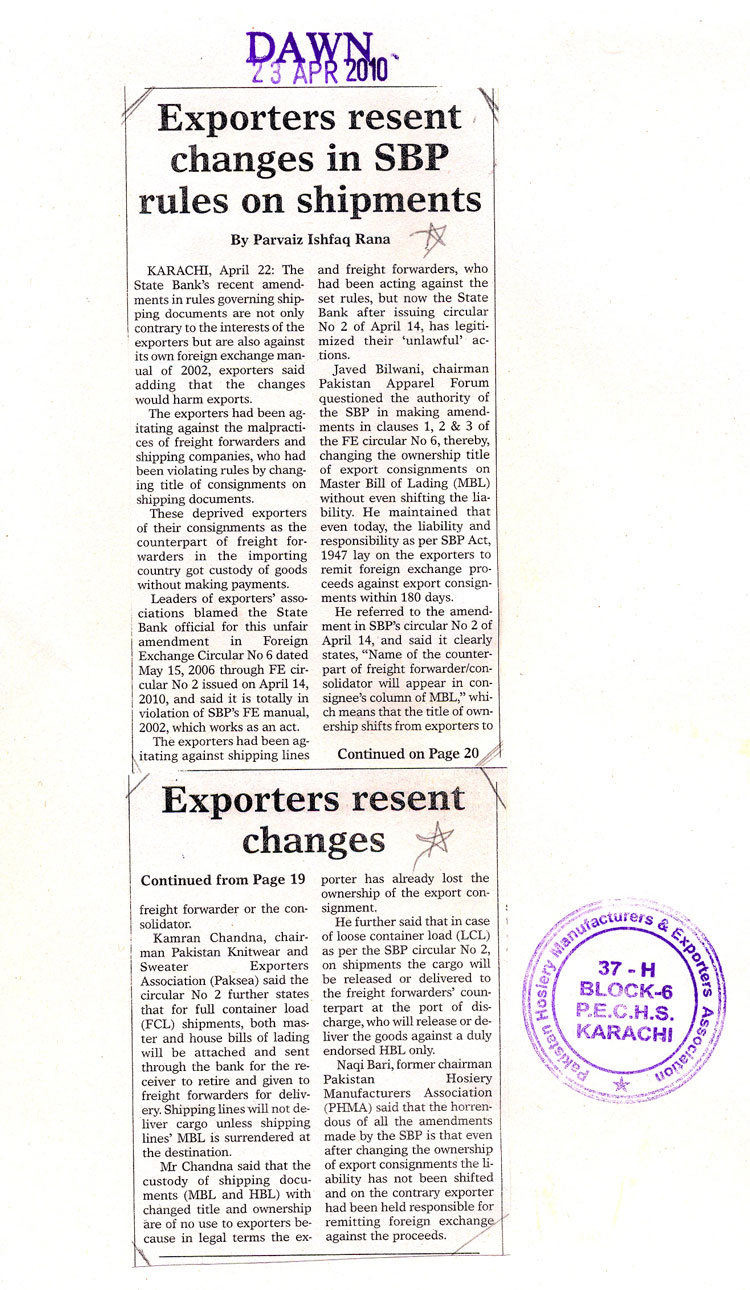 DAWN
23 APR 2010
Exporters resent
changes in SBP
rules on shipments
By Parvaiz Ishfaq Rana
KARACHI, April 22: The
State Bank's recent amend-
ments in rules governing ship-
ping documents are not only
contrary to the interests of the
exporters but are also against
its own foreign exchange man-
ual of 2002, exporters said
adding that the changes
would harm exports.
The exporters had been ag-
itating against the malpracti-
ces of freight forwarders and
shipping companies, who had
been violating rules by chang-
ing title of consignments on
shipping documents.
These deprived exporters
of their consignments as the
counterpart of freight for-
warders in the importing
country got custody of goods
without making payments.
Leaders of exporters' asso-
ciations blamed the State
Bank official for this unfair
amendment in Foreign
Exchange Circular No 6 dated
May 15, 2006 through FE cir-
cular No 2 issued on April 14,
2010, and said it is totally in
violation of SBP's FE manual,
2002, which works as an act.
The exporters had been ag-
itating against shipping lines
and freight forwarders, who
had been acting against the
set rules, but now the State
Bank after issuing circular
No 2 of April 14, has legiti-
mized their 'unlawful' ac-
tions.
Javed Bilwani, chairman
Pakistan Apparel Forum
questioned the authority of
the SBP in making amend-
ments in clauses 1, 2 & 3 of
the FE circular No 6, thereby,
changing the ownership title
of export consignments on
Master Bill of Lading (MBL)
without even shifting the lia-
bility. He maintained that
even today, the liability and
responsibility as per SBP Act,
1947 lay on the exporters to
remit foreign exchange pro-
ceeds against export consign-
ments within 180 days.
He referred to the amend-
ment in SBP's circular No 2 of
April 14, and said it clearly
states, "Name of the counter-
part of freight forwarder/con-
solidator will appear in con-
signee's column of MBL," whi-
ch means that the title of own-
ership shifts from exporters to
Continued on Page 20
Exporters resent
changes
Continued from Page 19
freight forwarder or the con-
solidator.
Kamran Chandna, chair-
man Pakistan Knitwear and
Sweater Exporters
Association (Paksea) said the
circular No 2 further states
that for full container load
(FCL) shipments, both mas-
ter and house bills of lading
will be attached and sent
through the bank for the re-
ceiver to retire and given to
freight forwarders for deliv-
ery. Shipping lines will not de-
liver cargo unless shipping
lines' MBL is surrendered at
the destination.
Mr Chandna said that the
custody of shipping docu-
ments (MBL and HBL) with
changed title and ownership
are of no use to exporters be-
cause in legal terms the ex-
porter has already lost the
ownership of the export con-
signment.
He further said that in case
of loose container load (LCL)
as per the SBP circular No 2,
on shipments the cargo will
be released or delivered to
the freight forwarders' coun-
terpart at the port of dis-
charge, who will release or de-
liver the goods against a duly
endorsed HBL only.
Naqi Bari, former chairman
Pakistan Hosiery
Manufacturers Association
(PHMA) said that the horren-
dous of all the amendments
made by the SBP is that even
after changing the ownership
of export consignments the li-
ability has not been shifted
and on the contrary exporter
had been held responsible for
remitting foreign exchange
against the proceeds.
Pakistan Hosiery Manufacturers & Exporters Association
37 - H
BLOCK-6
P.E.C.H.S.
KARACHI